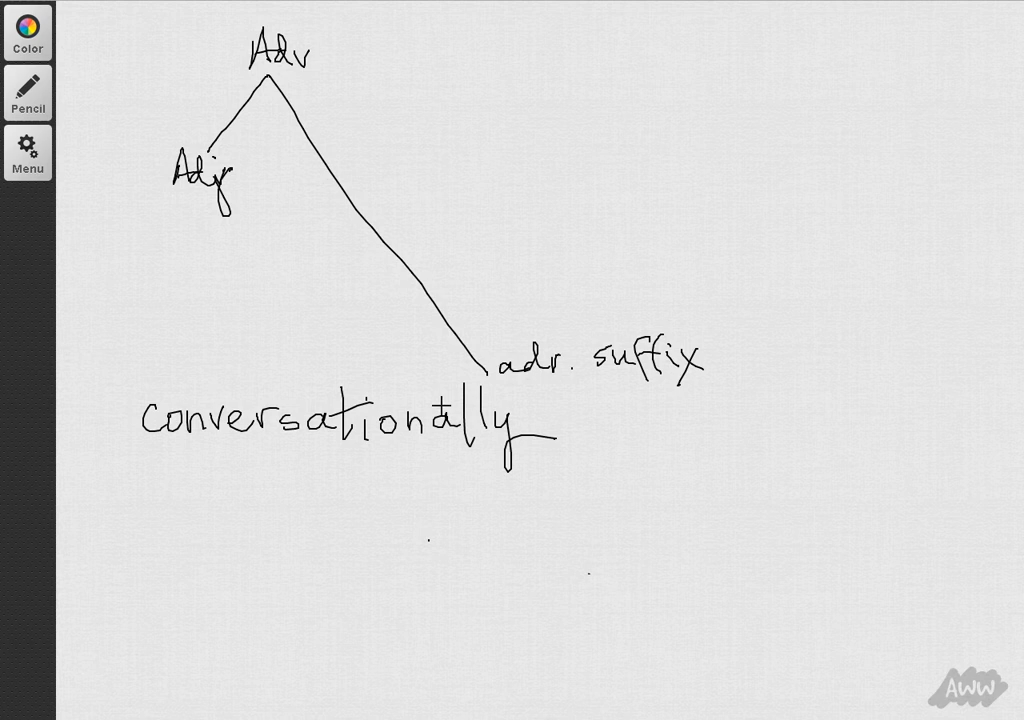 Color
Pencil
Menu
Adv
Adj
adv. suffix
conversationally
AWW